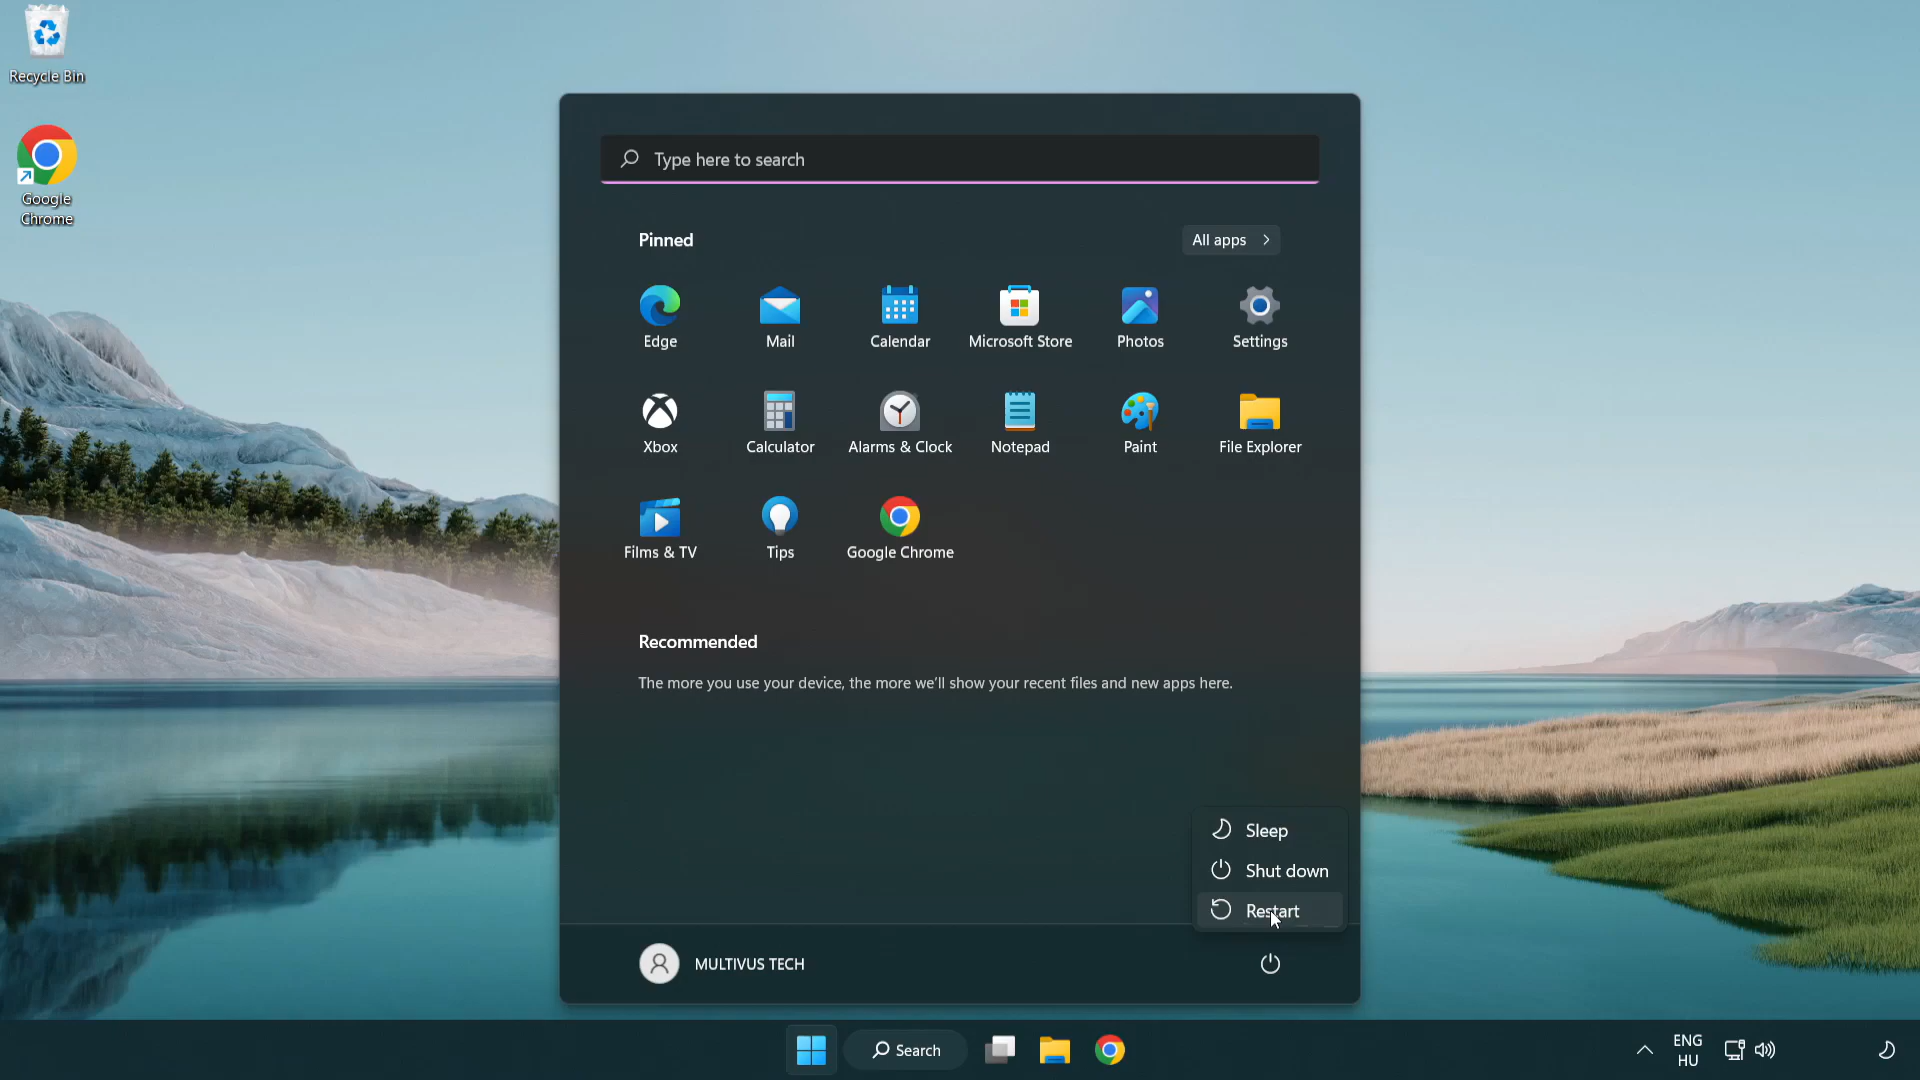 Recycle Bin
Google
Chrome
Type here to search
Pinned
All apps
Edge
Mail
Calendar
Microsoft Store
Photos
Settings
Xbox
Calculator
Alarms & Clock
Notepad
Paint
File Explorer
Films & TV
Tips
Google Chrome
Recommended
The more you use your device, the more we'll show your recent files and new apps here.
Sleep
Shut down
Restart
MULTIVUS TECH
Search
ENG
HU